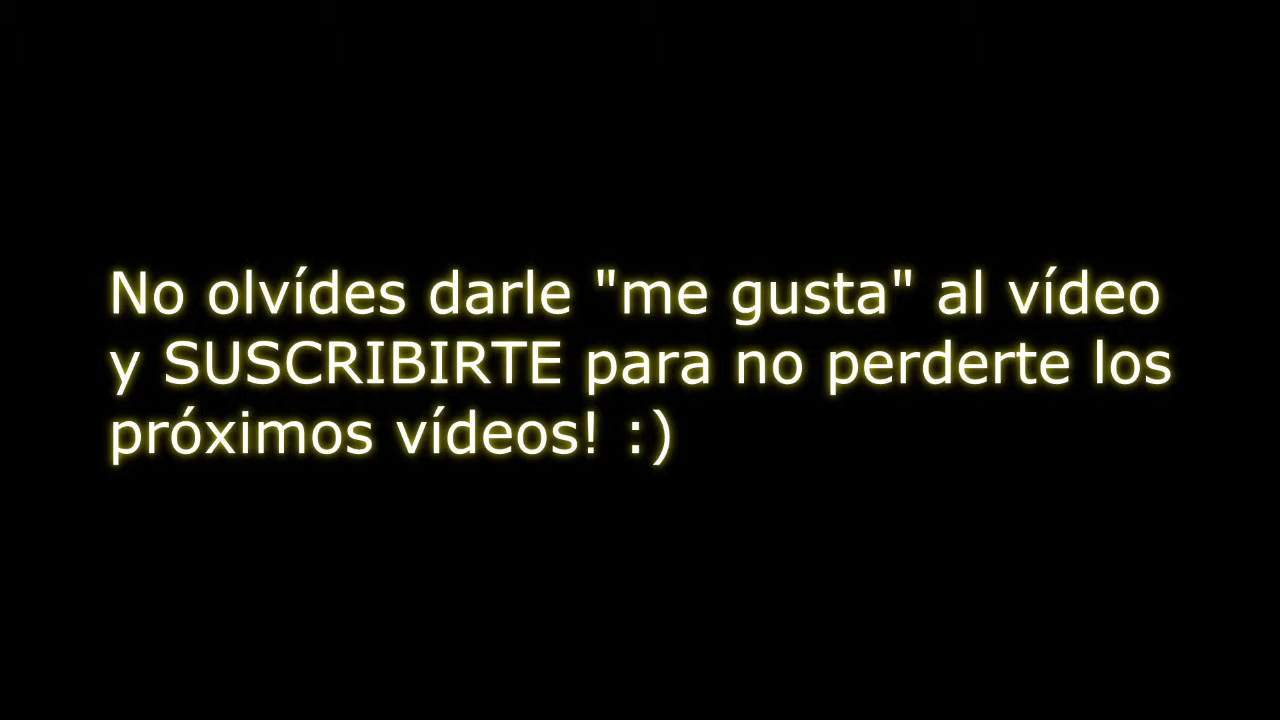 No olvídes darle "me gusta" al vídeo
y SUSCRIBIRTE para no perderte los
próximos vídeos! :)